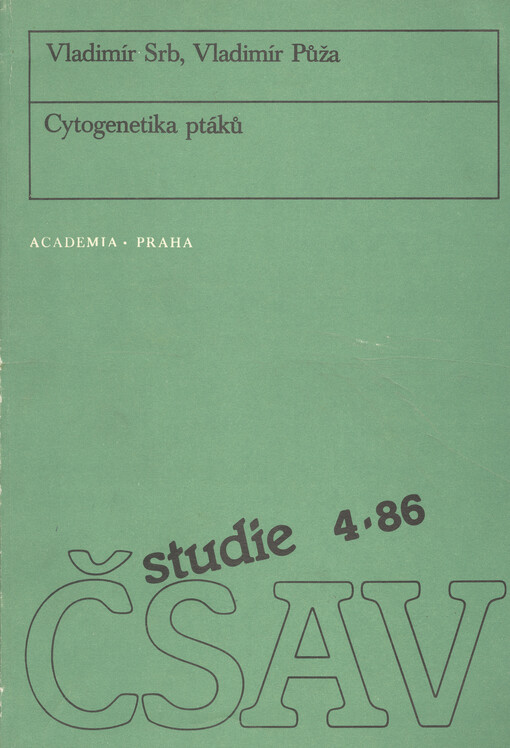 Vladimír Srb, Vladimír Půža
Cytogenetika ptáků
ACADEMIA · PRAHA
studie 4·86
ČSAV